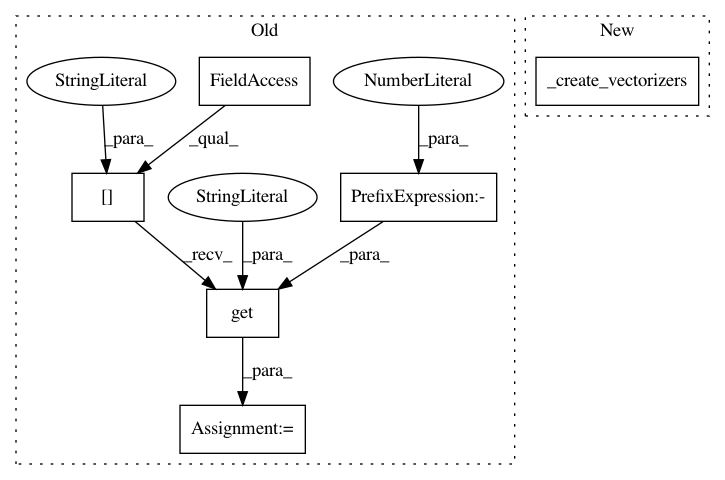 Old
New
StringLiteral
FieldAccess
NumberLiteral
_create_vectorizers
_para_
_qual_
_para_
[]
StringLiteral
PrefixExpression:-
_recv_
_para_
_para_
get
_para_
Assignment:=